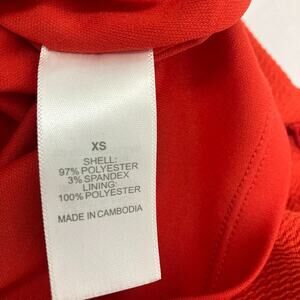 XS
SHELL:
97% POLYESTER
3% SPANDEX
LINING:
100% POLYESTER
MADE IN CAMBODIA